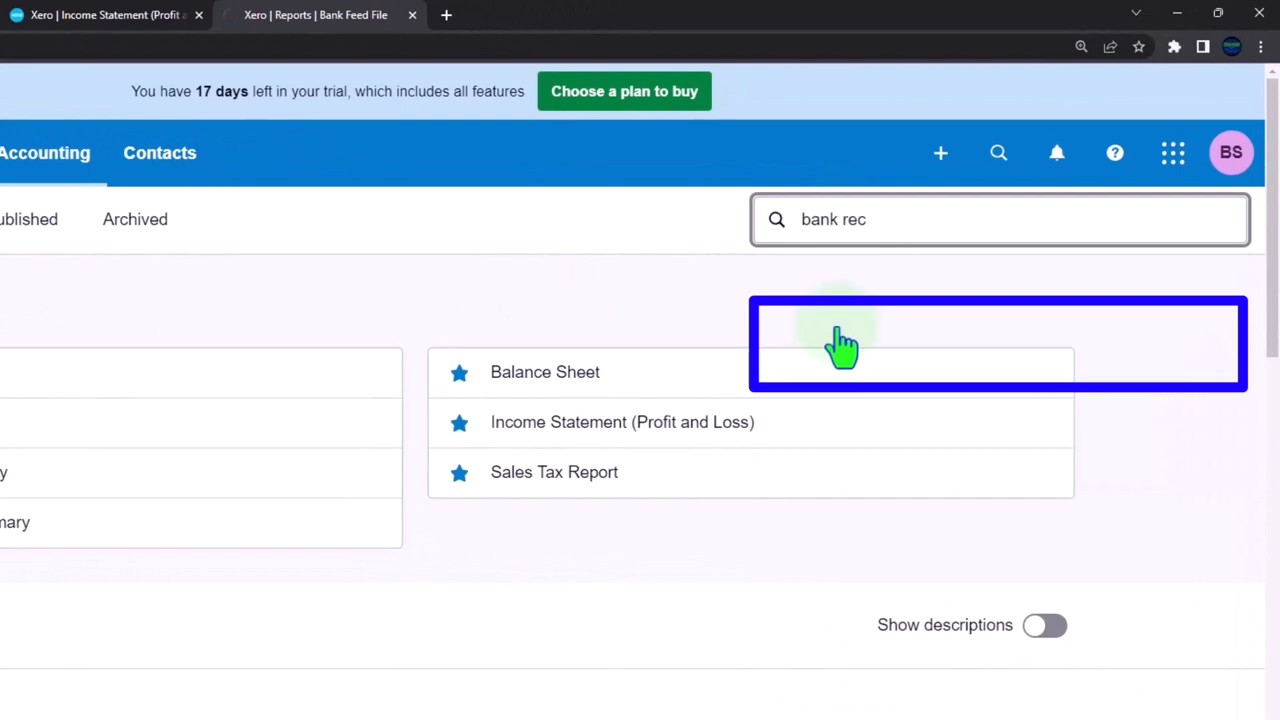 Xero | Income Statement (Profit a
Xero | Reports | Bank Feed File
You have 17 days left in your trial, which includes all features
Choose a plan to buy
Accounting
Contacts
BS
ublished
Archived
bank rec
Balance Sheet
Income Statement (Profit and Loss)
y
Sales Tax Report
mary
Show descriptions